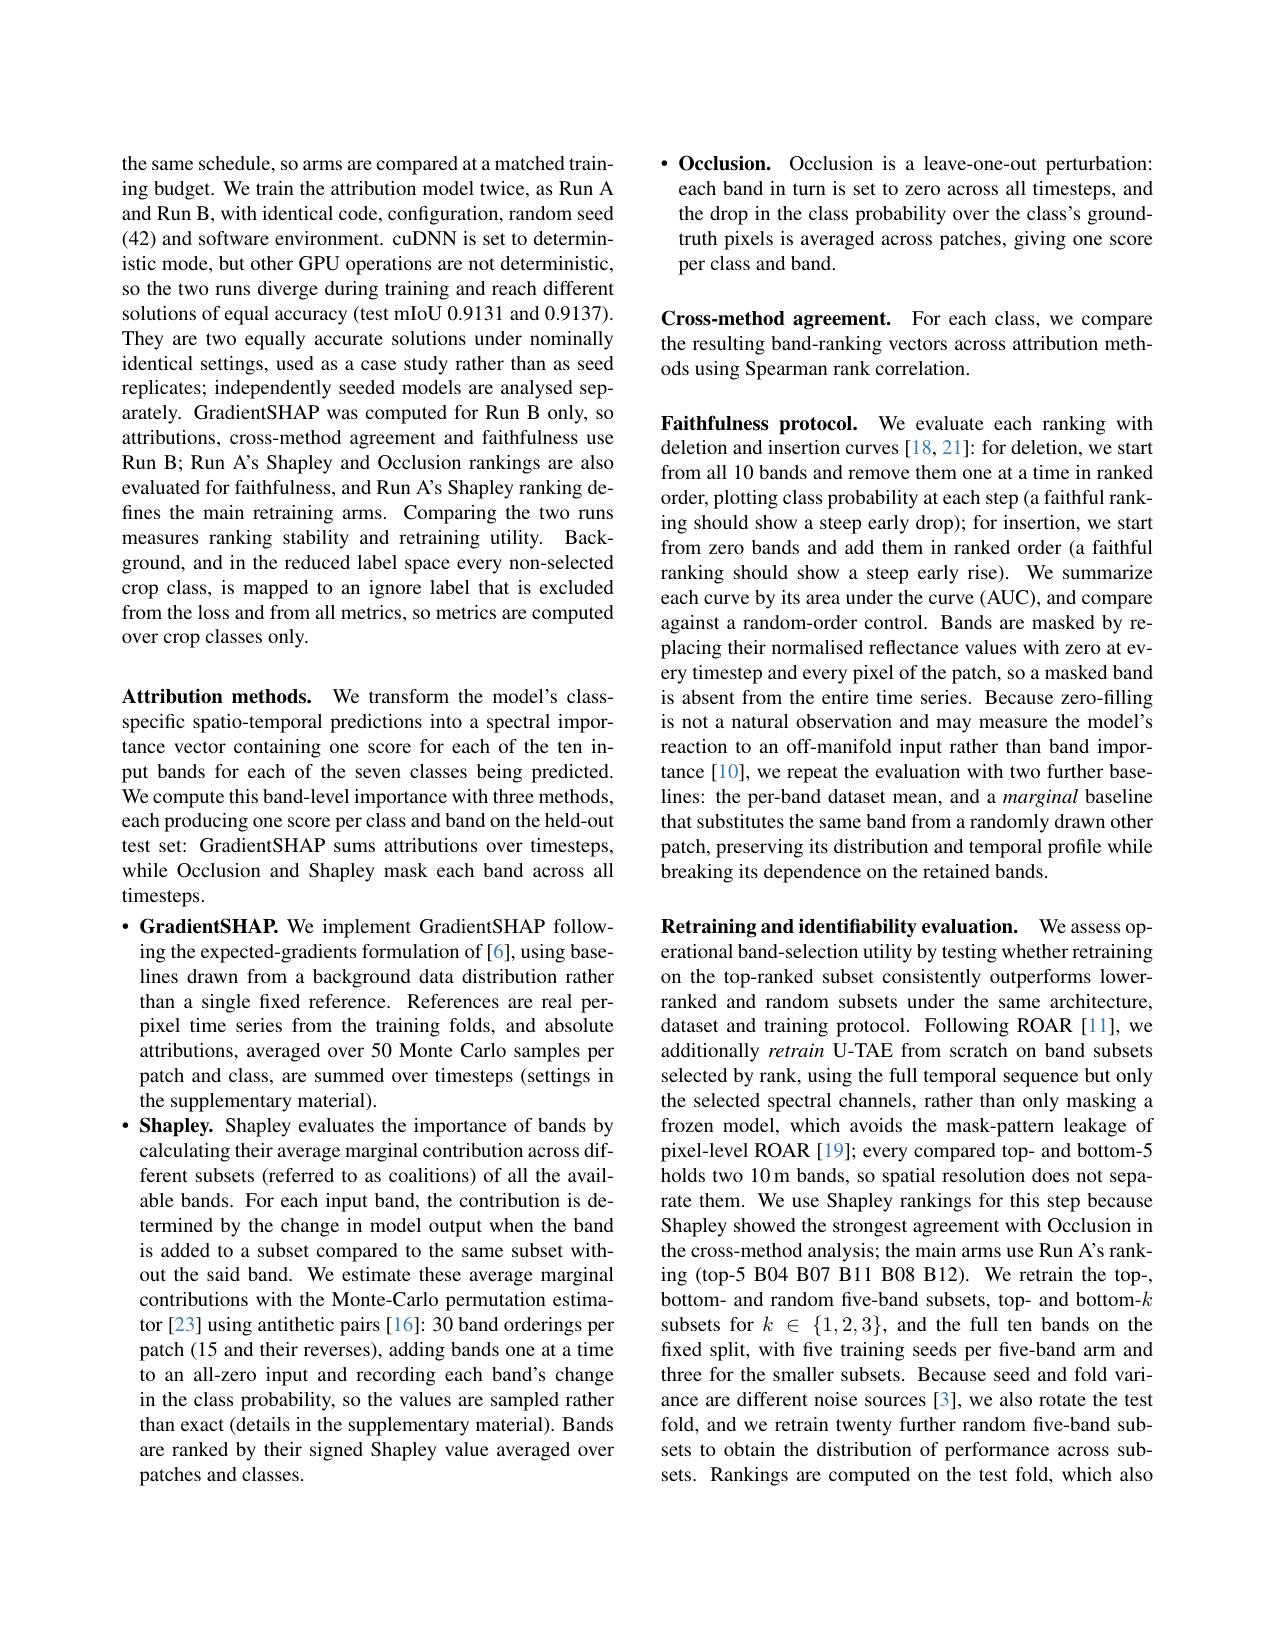 the same schedule, so arms are compared at a matched train-
ing budget. We train the attribution model twice, as Run A
and Run B, with identical code, configuration, random seed
(42) and software environment. cuDNN is set to determin-
istic mode, but other GPU operations are not deterministic,
so the two runs diverge during training and reach different
solutions of equal accuracy (test mIoU 0.9131 and 0.9137).
They are two equally accurate solutions under nominally
identical settings, used as a case study rather than as seed
replicates; independently seeded models are analysed sep-
arately. GradientSHAP was computed for Run B only, so
attributions, cross-method agreement and faithfulness use
Run B; Run A's Shapley and Occlusion rankings are also
evaluated for faithfulness, and Run A's Shapley ranking de-
fines the main retraining arms. Comparing the two runs
measures ranking stability and retraining utility. Back-
ground, and in the reduced label space every non-selected
crop class, is mapped to an ignore label that is excluded
from the loss and from all metrics, so metrics are computed
over crop classes only.
Attribution methods. We transform the model's class-
specific spatio-temporal predictions into a spectral impor-
tance vector containing one score for each of the ten in-
put bands for each of the seven classes being predicted.
We compute this band-level importance with three methods,
each producing one score per class and band on the held-out
test set: GradientSHAP sums attributions over timesteps,
while Occlusion and Shapley mask each band across all
timesteps.
• GradientSHAP. We implement GradientSHAP follow-
ing the expected-gradients formulation of [6], using base-
lines drawn from a background data distribution rather
than a single fixed reference. References are real per-
pixel time series from the training folds, and absolute
attributions, averaged over 50 Monte Carlo samples per
patch and class, are summed over timesteps (settings in
the supplementary material).
• Shapley. Shapley evaluates the importance of bands by
calculating their average marginal contribution across dif-
ferent subsets (referred to as coalitions) of all the avail-
able bands. For each input band, the contribution is de-
termined by the change in model output when the band
is added to a subset compared to the same subset with-
out the said band. We estimate these average marginal
contributions with the Monte-Carlo permutation estima-
tor [23] using antithetic pairs [16]: 30 band orderings per
patch (15 and their reverses), adding bands one at a time
to an all-zero input and recording each band's change
in the class probability, so the values are sampled rather
than exact (details in the supplementary material). Bands
are ranked by their signed Shapley value averaged over
patches and classes.
• Occlusion. Occlusion is a leave-one-out perturbation:
each band in turn is set to zero across all timesteps, and
the drop in the class probability over the class's ground-
truth pixels is averaged across patches, giving one score
per class and band.
Cross-method agreement. For each class, we compare
the resulting band-ranking vectors across attribution meth-
ods using Spearman rank correlation.
Faithfulness protocol. We evaluate each ranking with
deletion and insertion curves [18, 21]: for deletion, we start
from all 10 bands and remove them one at a time in ranked
order, plotting class probability at each step (a faithful rank-
ing should show a steep early drop); for insertion, we start
from zero bands and add them in ranked order (a faithful
ranking should show a steep early rise). We summarize
each curve by its area under the curve (AUC), and compare
against a random-order control. Bands are masked by re-
placing their normalised reflectance values with zero at ev-
ery timestep and every pixel of the patch, so a masked band
is absent from the entire time series. Because zero-filling
is not a natural observation and may measure the model's
reaction to an off-manifold input rather than band impor-
tance [10], we repeat the evaluation with two further base-
lines: the per-band dataset mean, and a marginal baseline
that substitutes the same band from a randomly drawn other
patch, preserving its distribution and temporal profile while
breaking its dependence on the retained bands.
Retraining and identifiability evaluation. We assess op-
erational band-selection utility by testing whether retraining
on the top-ranked subset consistently outperforms lower-
ranked and random subsets under the same architecture,
dataset and training protocol. Following ROAR [11], we
additionally retrain U-TAE from scratch on band subsets
selected by rank, using the full temporal sequence but only
the selected spectral channels, rather than only masking a
frozen model, which avoids the mask-pattern leakage of
pixel-level ROAR [19]; every compared top- and bottom-5
holds two 10 m bands, so spatial resolution does not sepa-
rate them. We use Shapley rankings for this step because
Shapley showed the strongest agreement with Occlusion in
the cross-method analysis; the main arms use Run A's rank-
ing (top-5 B04 B07 B11 B08 B12). We retrain the top-,
bottom- and random five-band subsets, top- and bottom-k
subsets for k ∈ {1, 2, 3}, and the full ten bands on the
fixed split, with five training seeds per five-band arm and
three for the smaller subsets. Because seed and fold vari-
ance are different noise sources [3], we also rotate the test
fold, and we retrain twenty further random five-band sub-
sets to obtain the distribution of performance across sub-
sets. Rankings are computed on the test fold, which also